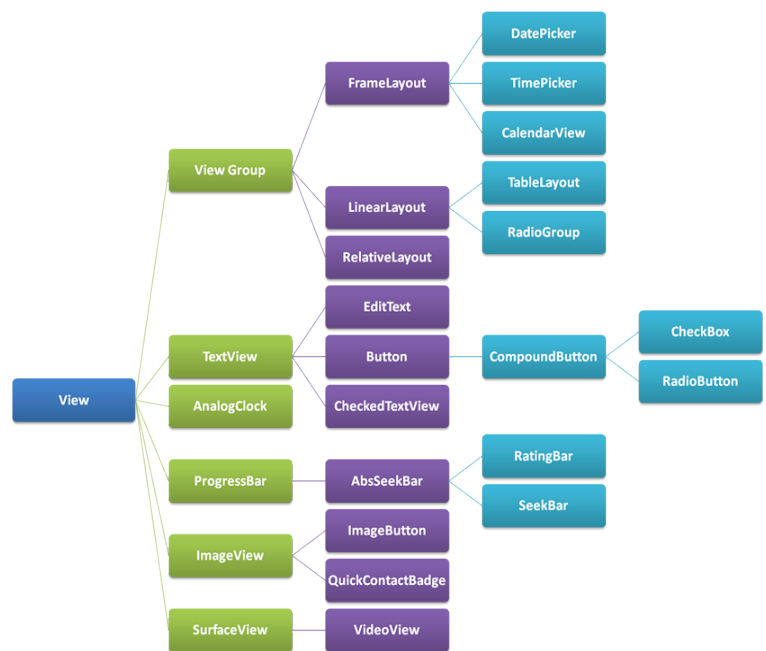 DatePicker
FrameLayout
TimePicker
CalendarView
View Group
TableLayout
LinearLayout
RadioGroup
RelativeLayout
EditText
CheckBox
TextView
Button
CompoundButton
RadioButton
View
AnalogClock
CheckedTextView
RatingBar
ProgressBar
AbsSeekBar
SeekBar
ImageButton
ImageView
QuickContactBadge
SurfaceView
VideoView